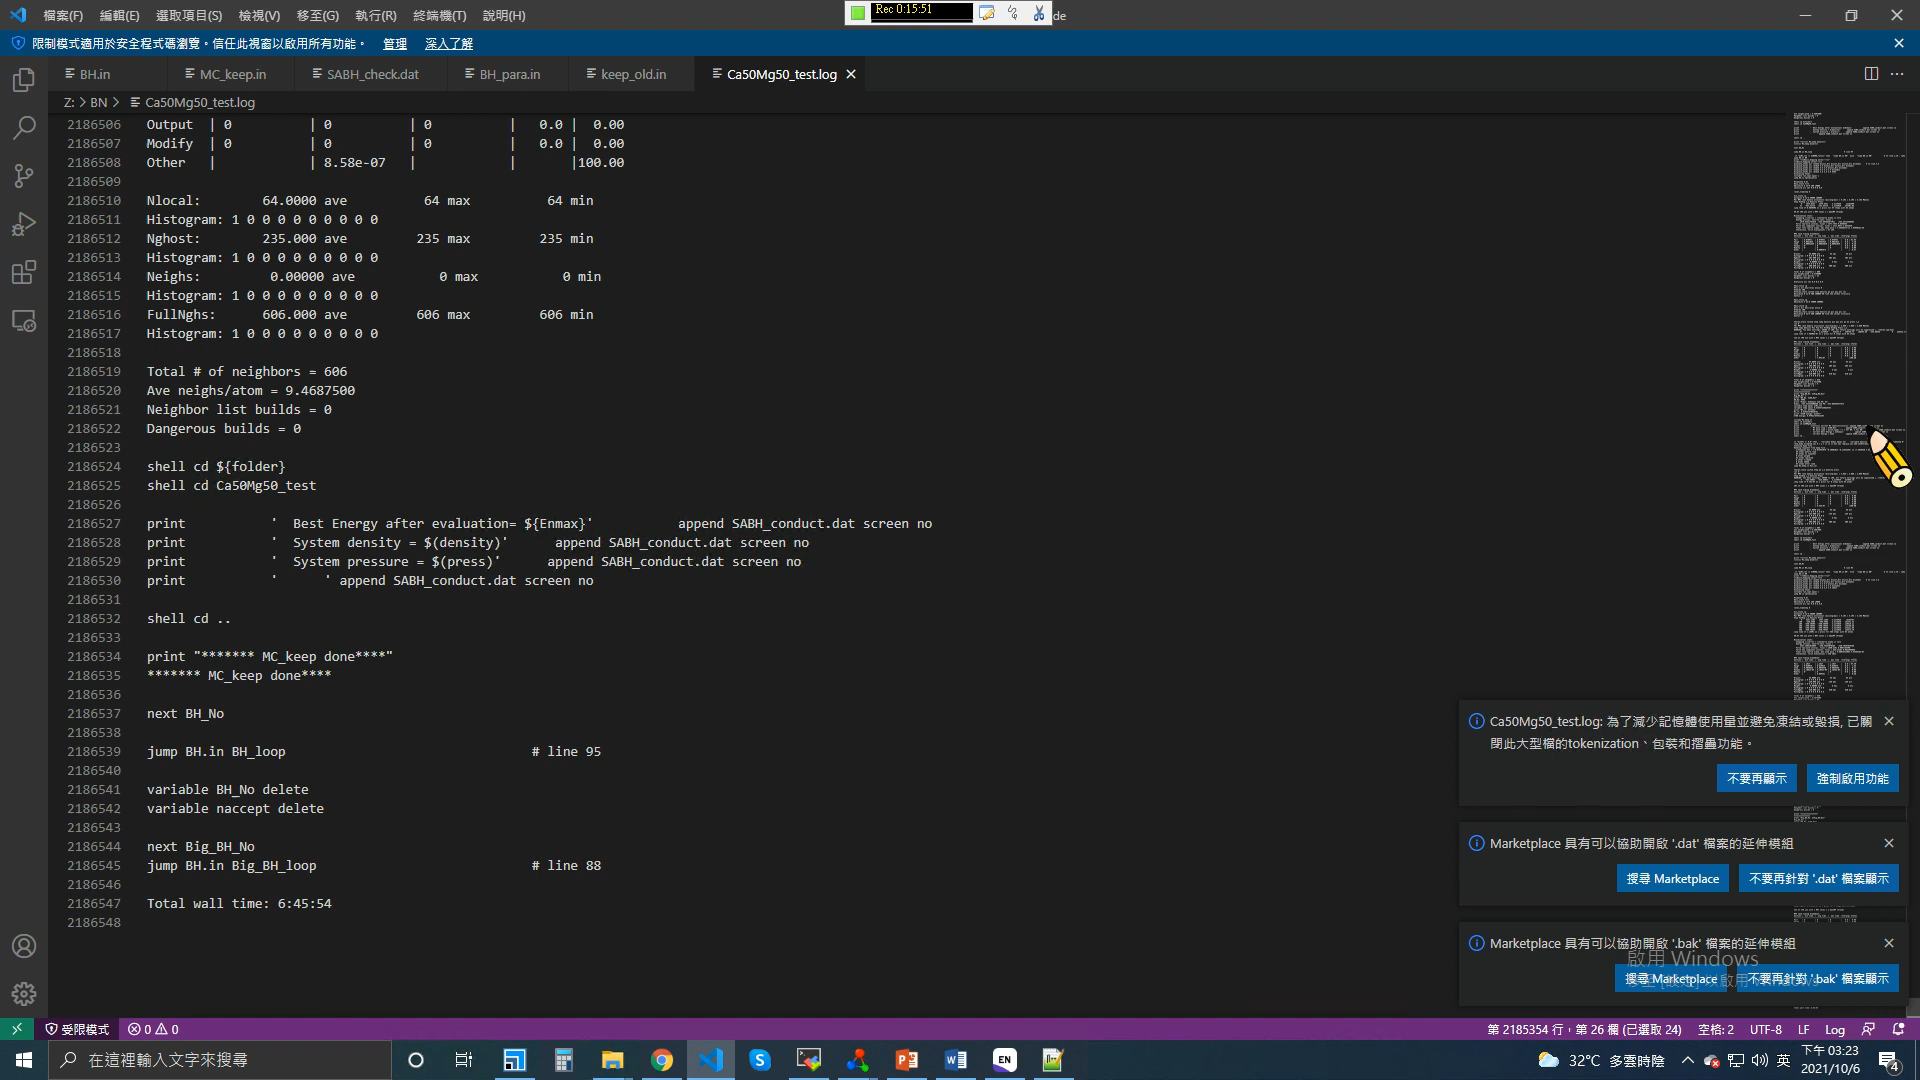 檔案(F) 編輯(E) 選取項目(S) 檢視(V) 移至(G) 執行(R) 終端機(T) 說明(H)
Rec 0:15:51
de
限制模式適用於安全程式碼瀏覽。信任此視窗以啟用所有功能。 管理 深入了解
BH.in MC_keep.in SABH_check.dat BH_para.in keep_old.in Ca50Mg50_test.log
Z: > BN > Ca50Mg50_test.log
2186506 Output | 0 | 0 | 0 | 0.0 | 0.00
2186507 Modify | 0 | 0 | 0 | 0.0 | 0.00
2186508 Other | | 8.58e-07 | | |100.00
2186509
2186510 Nlocal: 64.0000 ave 64 max 64 min
2186511 Histogram: 1 0 0 0 0 0 0 0 0 0
2186512 Nghost: 235.000 ave 235 max 235 min
2186513 Histogram: 1 0 0 0 0 0 0 0 0 0
2186514 Neighs: 0.00000 ave 0 max 0 min
2186515 Histogram: 1 0 0 0 0 0 0 0 0 0
2186516 FullNghs: 606.000 ave 606 max 606 min
2186517 Histogram: 1 0 0 0 0 0 0 0 0 0
2186518
2186519 Total # of neighbors = 606
2186520 Ave neighs/atom = 9.4687500
2186521 Neighbor list builds = 0
2186522 Dangerous builds = 0
2186523
2186524 shell cd ${folder}
2186525 shell cd Ca50Mg50_test
2186526
2186527 print ' Best Energy after evaluation= ${Enmax}' append SABH_conduct.dat screen no
2186528 print ' System density = $(density)' append SABH_conduct.dat screen no
2186529 print ' System pressure = $(press)' append SABH_conduct.dat screen no
2186530 print ' ' append SABH_conduct.dat screen no
2186531
2186532 shell cd ..
2186533
2186534 print "******* MC_keep done****"
2186535 ******* MC_keep done****
2186536
2186537 next BH_No
2186538
2186539 jump BH.in BH_loop # line 95
2186540
2186541 variable BH_No delete
2186542 variable naccept delete
2186543
2186544 next Big_BH_No
2186545 jump BH.in Big_BH_loop # line 88
2186546
2186547 Total wall time: 6:45:54
2186548
Ca50Mg50_test.log: 為了減少記憶體使用量並避免凍結或毀損, 已關
閉此大型檔的tokenization、包裝和摺疊功能。
不要再顯示 強制啟用功能
Marketplace 具有可以協助開啟 '.dat' 檔案的延伸模組
搜尋 Marketplace 不要再針對 '.dat' 檔案顯示
Marketplace 具有可以協助開啟 '.bak' 檔案的延伸模組
啟用 Windows
搜尋 Marketplace 不要再針對 '.bak' 檔案顯示
受限模式 0 0 第 2185354 行，第 26 欄 (已選取 24) 空格: 2 UTF-8 LF Log
在這裡輸入文字來搜尋 EN 32°C 多雲時陰 英 下午 03:23
2021/10/6 4